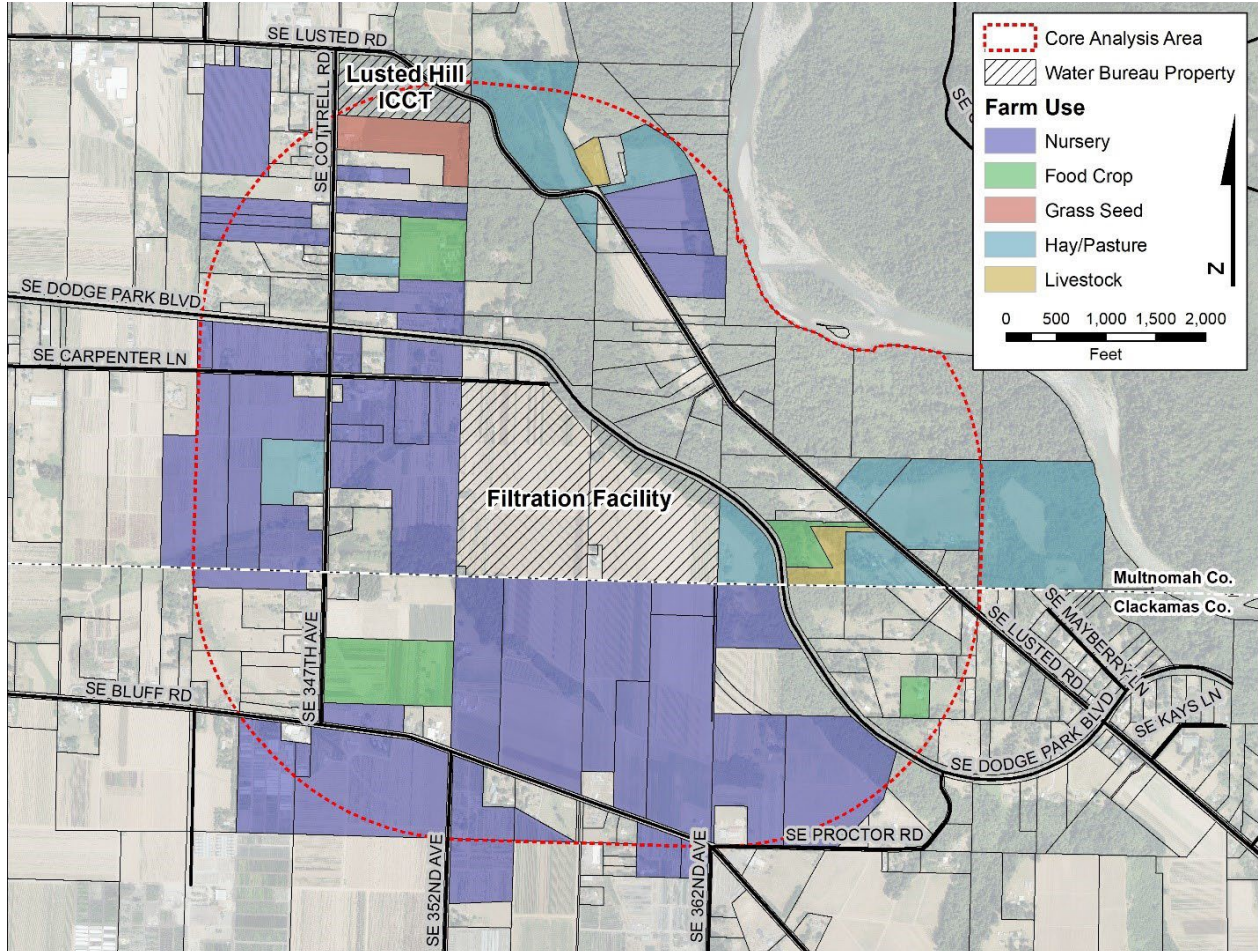 SE LUSTED RD
SE COTTRELL RD
Lusted Hill
ICCT
Core Analysis Area
Water Bureau Property
Farm Use
Nursery
Food Crop
Grass Seed
Hay/Pasture
Livestock
N
0 500 1,000 1,500 2,000
Feet
SE DODGE PARK BLVD
SE CARPENTER LN
Filtration Facility
Multnomah Co.
Clackamas Co.
SE MAYBERRY LN
SE LUSTED RD
SE 347TH AVE
SE BLUFF RD
SE KAYS LN
SE DODGE PARK BLVD
SE PROCTOR RD
SE 352ND AVE
SE 362ND AVE